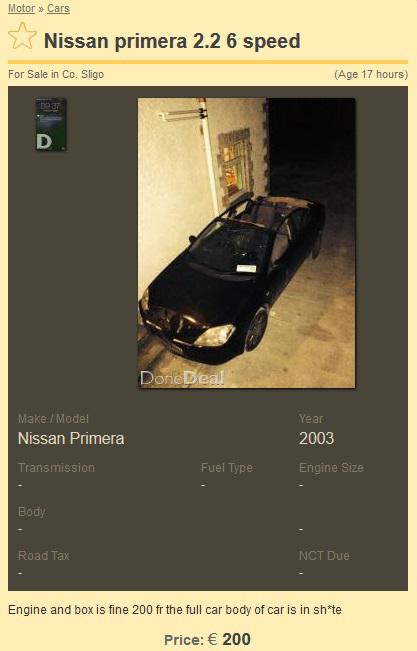 Motor » Cars
Nissan primera 2.2 6 speed
For Sale in Co. Sligo (Age 17 hours)
09:37
D
DoneDeal
Make / Model Year
Nissan Primera 2003
Transmission Fuel Type Engine Size
- - -
Body
- -
Road Tax NCT Due
- -
Engine and box is fine 200 fr the full car body of car is in sh*te
Price: € 200